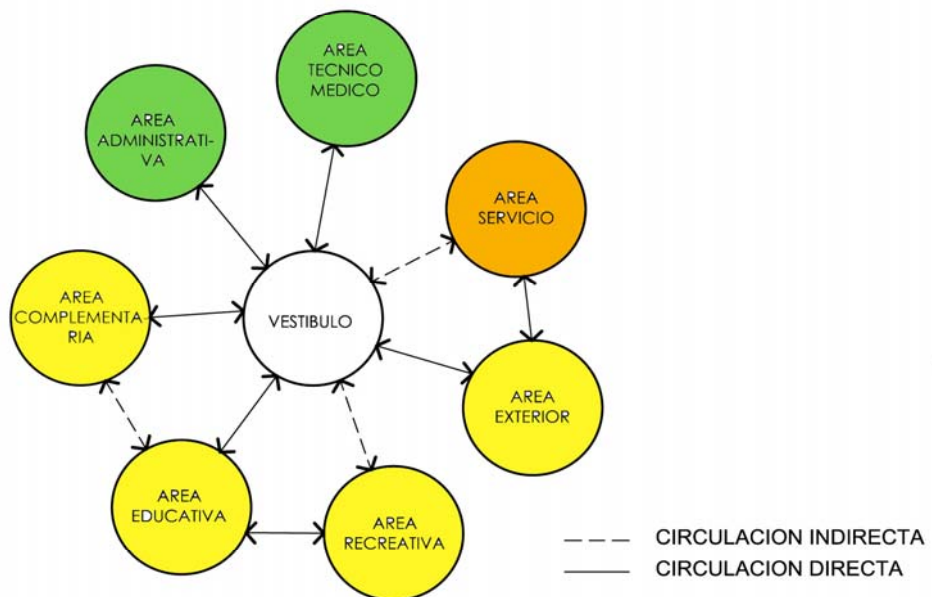 AREA
TECNICO
MEDICO
AREA
ADMINISTRATI-
VA
AREA
SERVICIO
AREA
COMPLEMENTA-
RIA
VESTIBULO
AREA
EXTERIOR
AREA
EDUCATIVA
AREA
RECREATIVA
CIRCULACION INDIRECTA
CIRCULACION DIRECTA